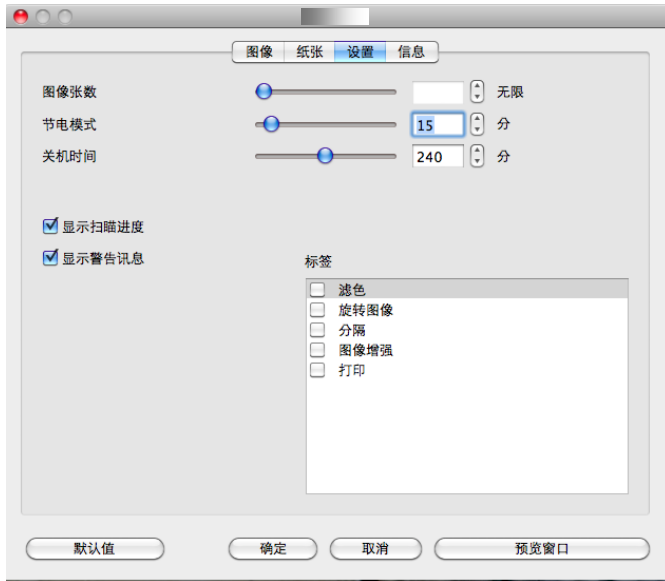 图像 纸张 设置 信息
图像张数 无限
节电模式 15 分
关机时间 240 分
显示扫瞄进度
显示警告讯息
标签
滤色
旋转图像
分隔
图像增强
打印
默认值 确定 取消 预览窗口